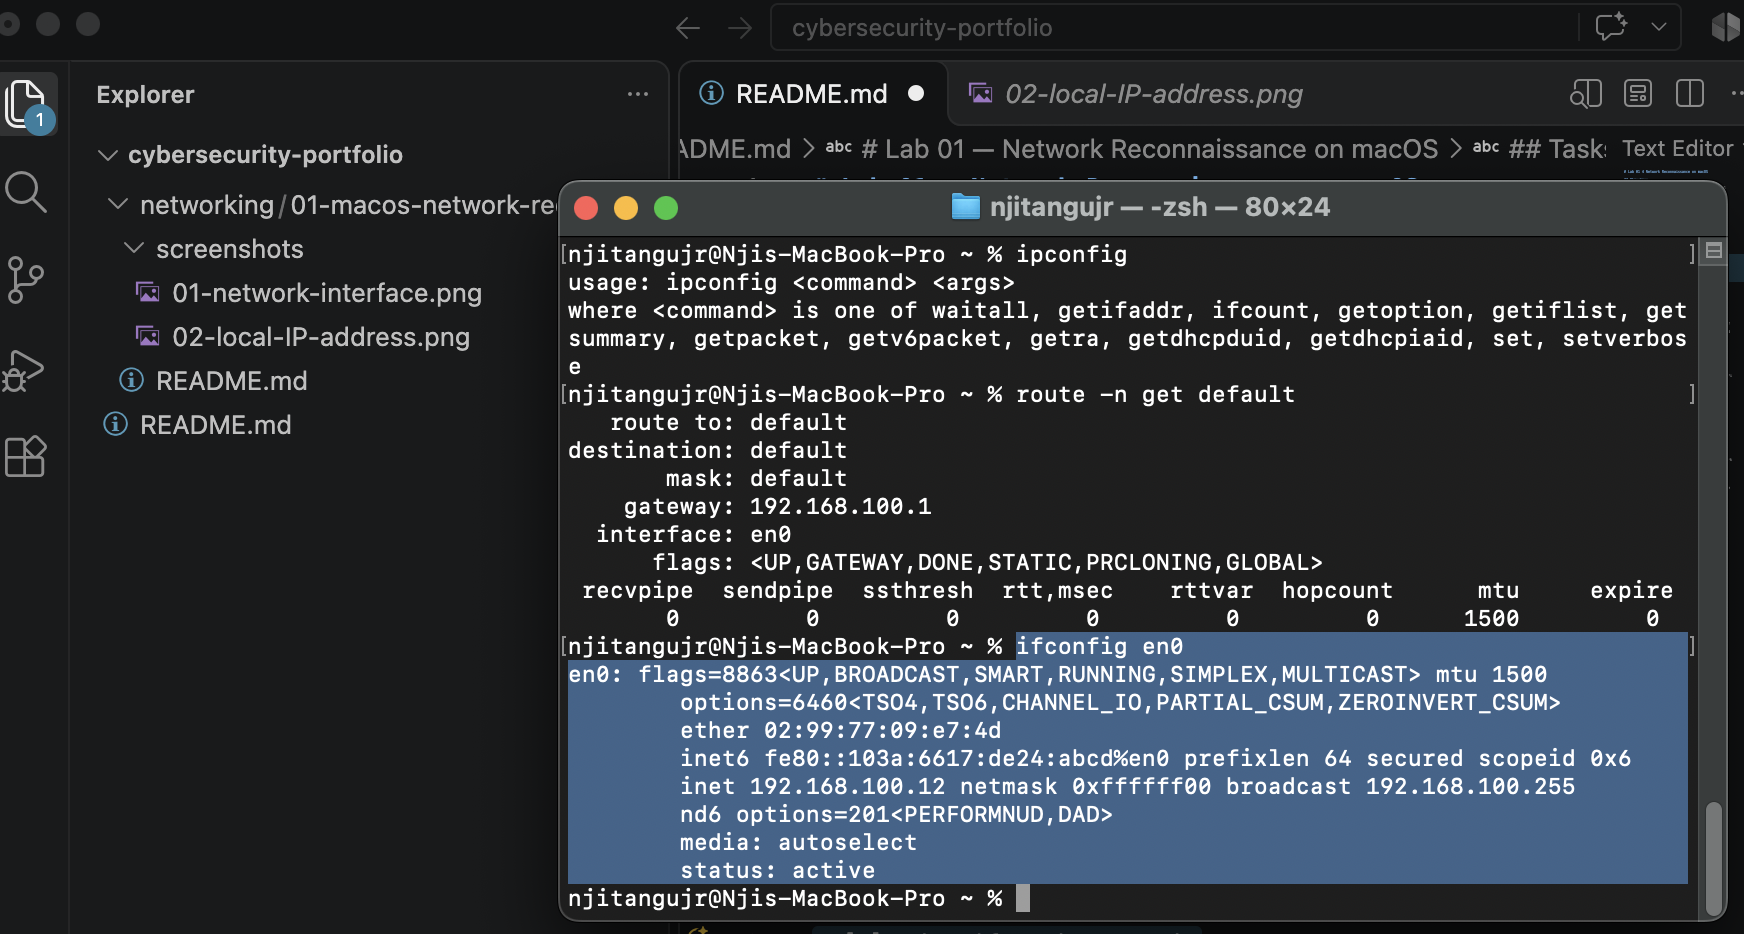 cybersecurity-portfolio
Explorer
README.md
02-local-IP-address.png
1
cybersecurity-portfolio
ADME.md > abc # Lab 01 — Network Reconnaissance on macOS > abc ## Task
Text Editor
networking/01-macos-network-re
screenshots
01-network-interface.png
02-local-IP-address.png
README.md
README.md
njitangujr — -zsh — 80×24
[njitangujr@Njis-MacBook-Pro ~ % ipconfig ]
usage: ipconfig <command> <args>
where <command> is one of waitall, getifaddr, ifcount, getoption, getiflist, get
summary, getpacket, getv6packet, getra, getdhcpduid, getdhcpiaid, set, setverbos
e
[njitangujr@Njis-MacBook-Pro ~ % route -n get default ]
route to: default
destination: default
mask: default
gateway: 192.168.100.1
interface: en0
flags: <UP,GATEWAY,DONE,STATIC,PRCLONING,GLOBAL>
recvpipe sendpipe ssthresh rtt,msec rttvar hopcount mtu expire
0 0 0 0 0 0 1500 0
[njitangujr@Njis-MacBook-Pro ~ % ifconfig en0 ]
en0: flags=8863<UP,BROADCAST,SMART,RUNNING,SIMPLEX,MULTICAST> mtu 1500
options=6460<TSO4,TSO6,CHANNEL_IO,PARTIAL_CSUM,ZEROINVERT_CSUM>
ether 02:99:77:09:e7:4d
inet6 fe80::103a:6617:de24:abcd%en0 prefixlen 64 secured scopeid 0x6
inet 192.168.100.12 netmask 0xffffff00 broadcast 192.168.100.255
nd6 options=201<PERFORMNUD,DAD>
media: autoselect
status: active
njitangujr@Njis-MacBook-Pro ~ %